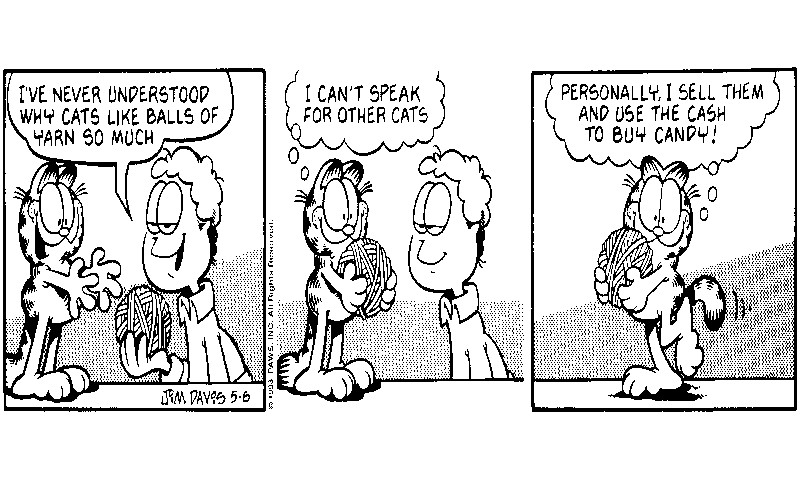 I'VE NEVER UNDERSTOOD
WHY CATS LIKE BALLS OF
YARN SO MUCH
JIM DAVIS 5-6
I CAN'T SPEAK
FOR OTHER CATS
PERSONALLY, I SELL THEM
AND USE THE CASH
TO BUY CANDY!